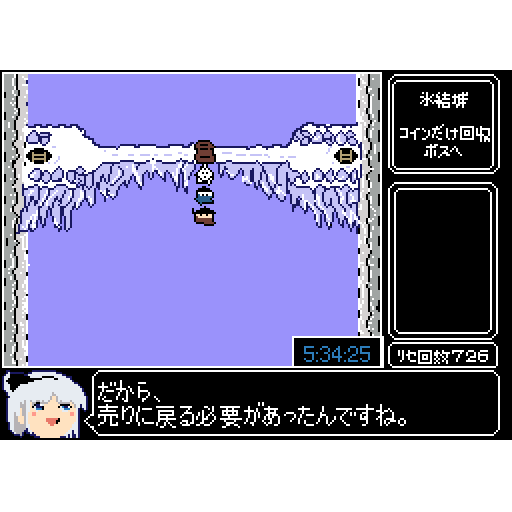 氷結城
コインだけ回収
ボスへ
5:34:25
リセ回数726
だから、
売りに戻る必要があったんですね。